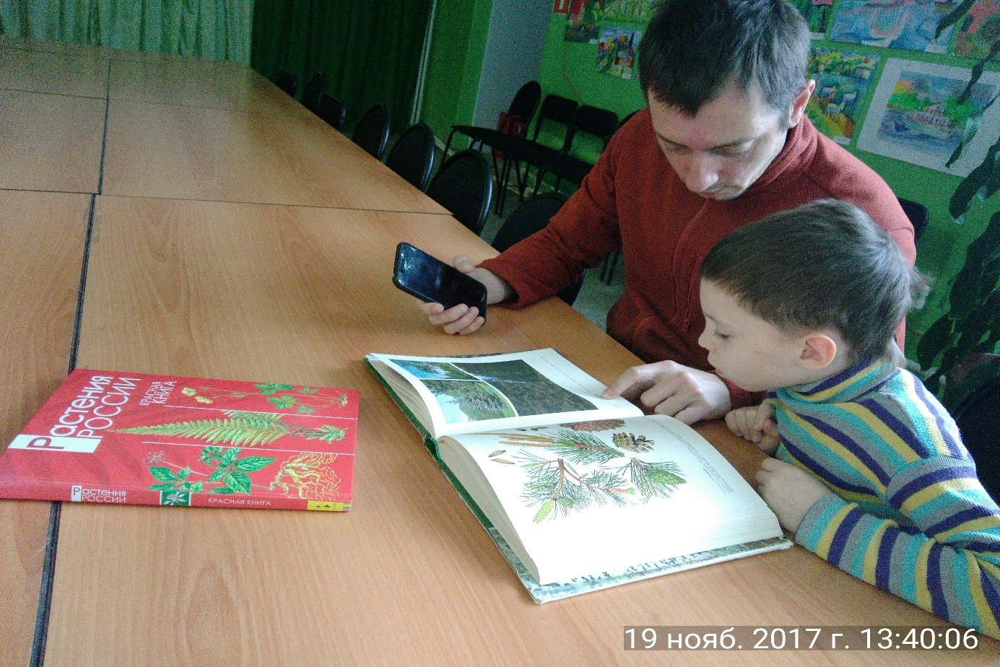 Растения
РОССИИ
КРАСНАЯ
КНИГА
Растения
РОССИИ
КРАСНАЯ КНИГА
19 нояб. 2017 г. 13:40:06